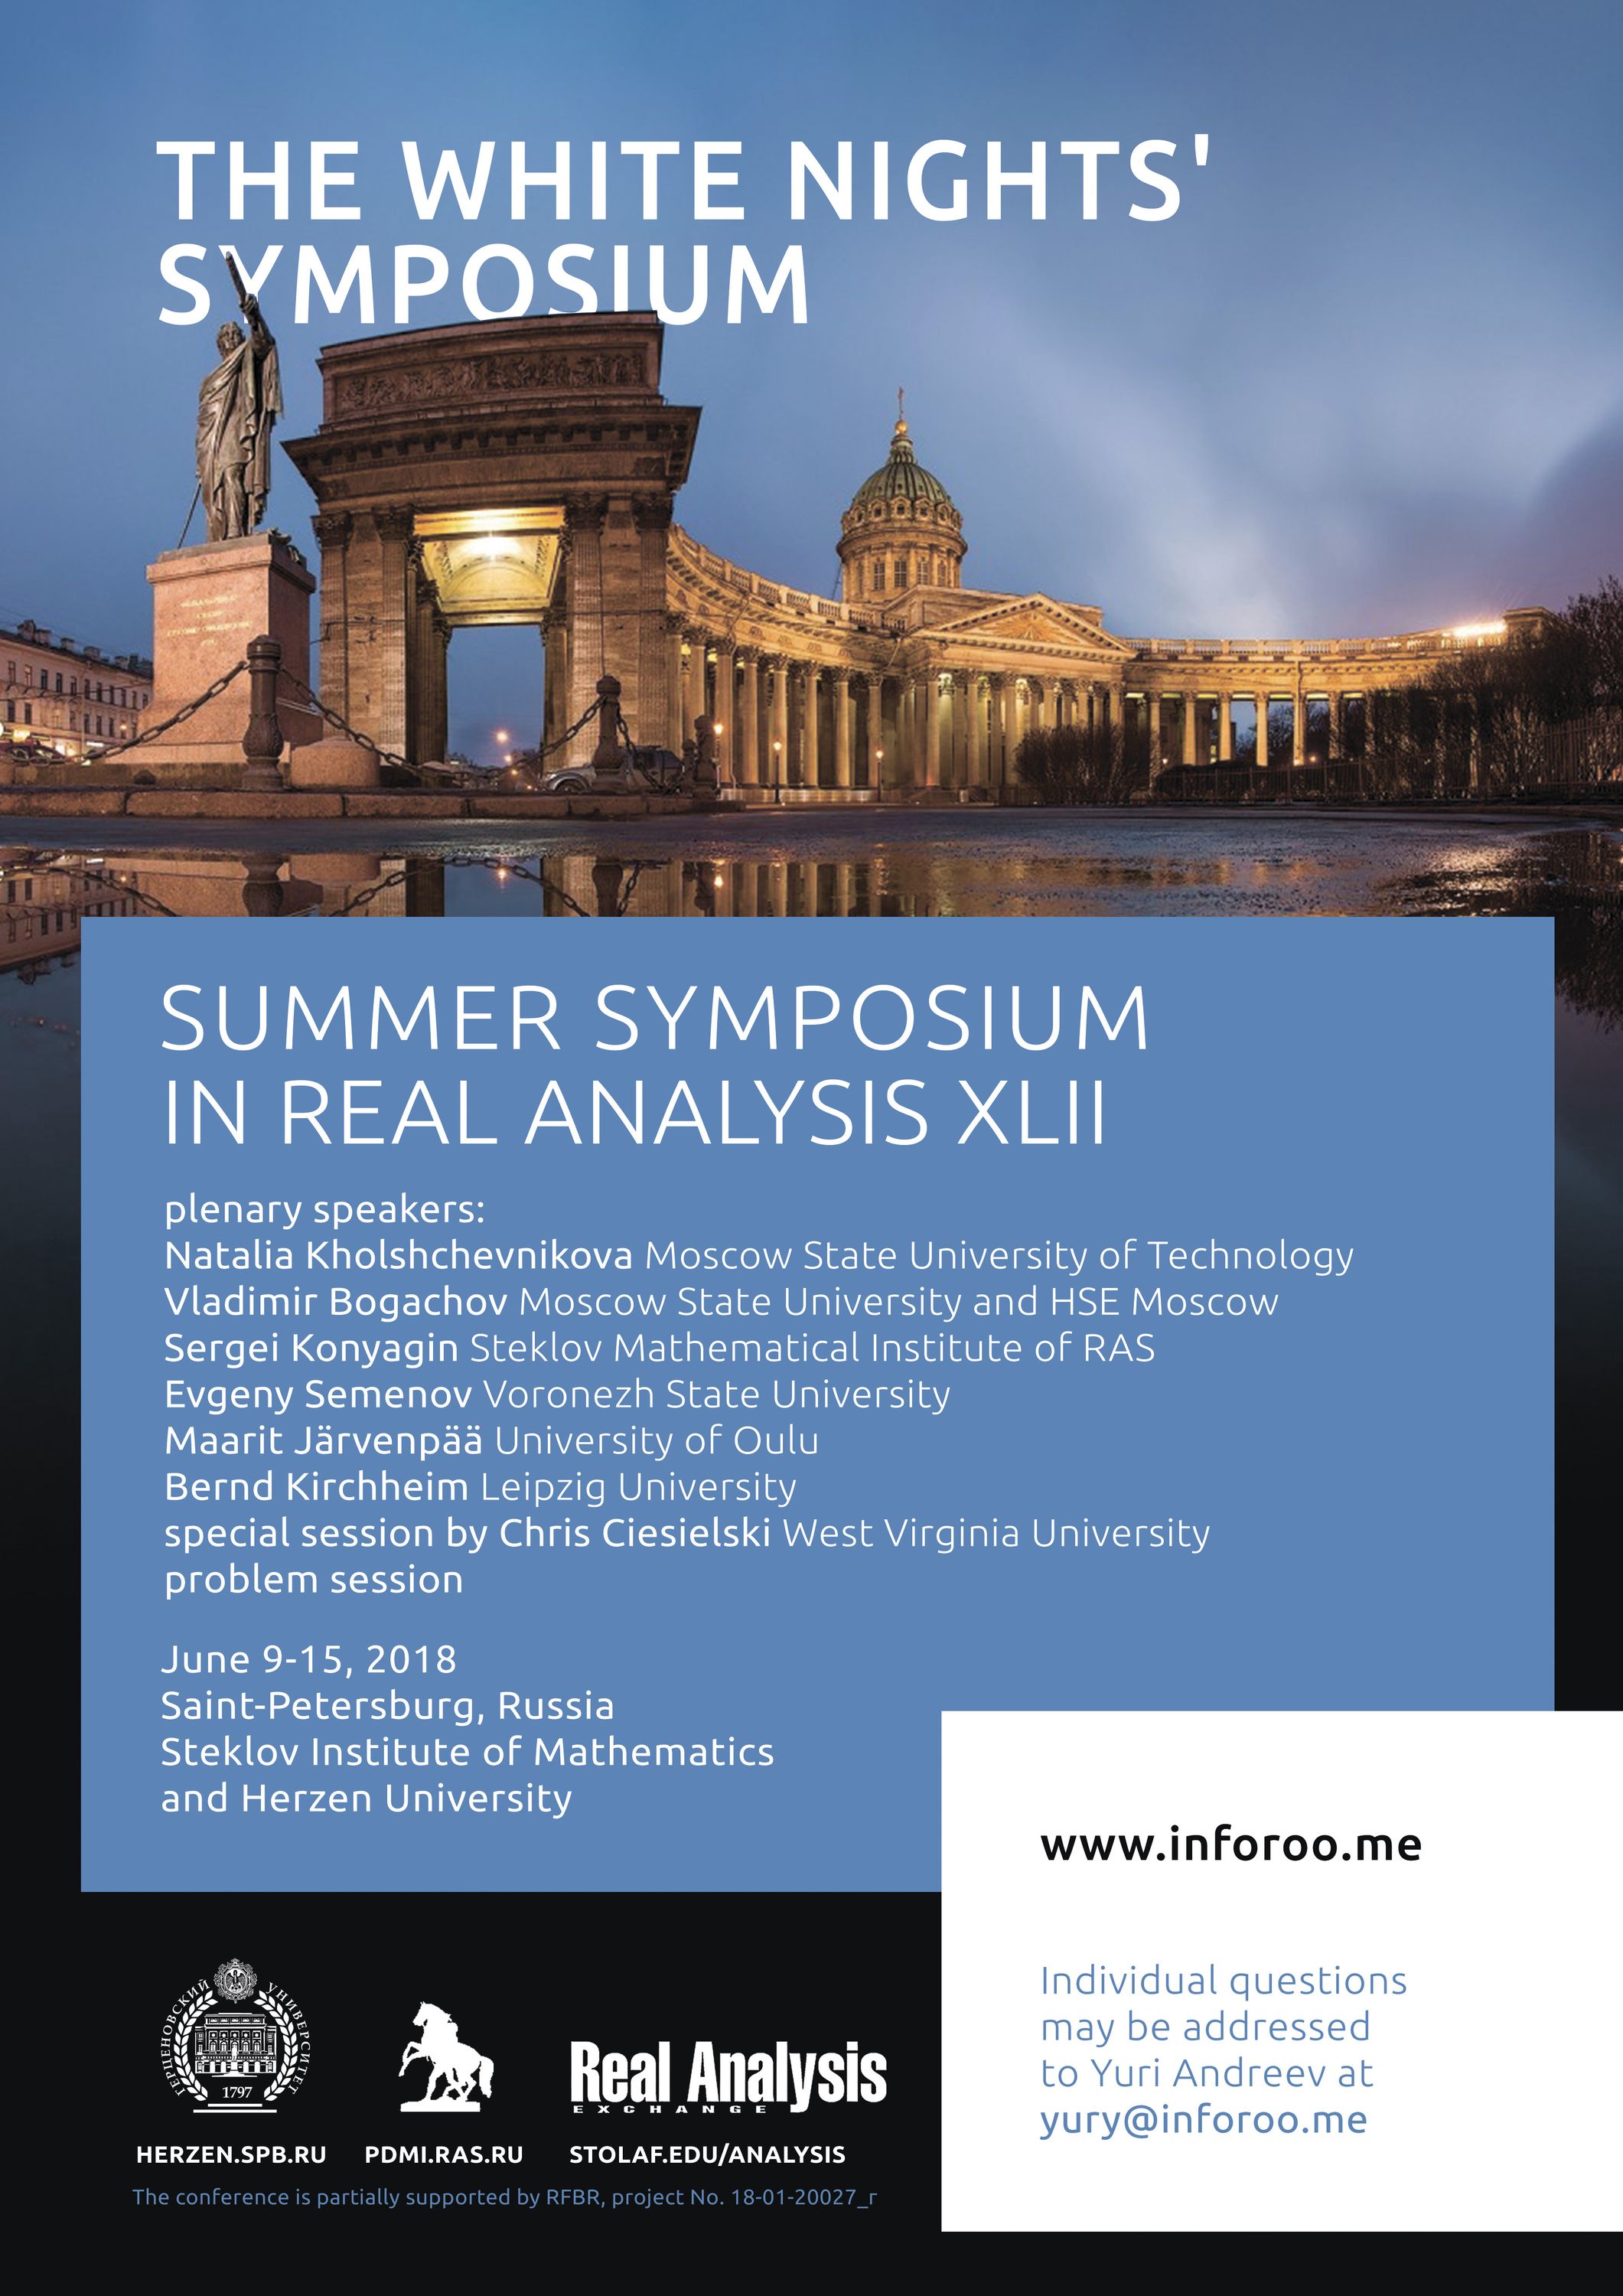 THE WHITE NIGHTS'
SYMPOSIUM
SUMMER SYMPOSIUM
IN REAL ANALYSIS XLII
plenary speakers:
Natalia Kholshchevnikova Moscow State University of Technology
Vladimir Bogachov Moscow State University and HSE Moscow
Sergei Konyagin Steklov Mathematical Institute of RAS
Evgeny Semenov Voronezh State University
Maarit Järvenpää University of Oulu
Bernd Kirchheim Leipzig University
special session by Chris Ciesielski West Virginia University
problem session
June 9-15, 2018
Saint-Petersburg, Russia
Steklov Institute of Mathematics
and Herzen University
www.inforoo.me
Individual questions
may be addressed
to Yuri Andreev at
yury@inforoo.me
ГЕРЦЕНОВСКИЙ УНИВЕРСИТЕТ
1797
Real Analysis
EXCHANGE
HERZEN.SPB.RU PDMI.RAS.RU STOLAF.EDU/ANALYSIS
The conference is partially supported by RFBR, project No. 18-01-20027_г